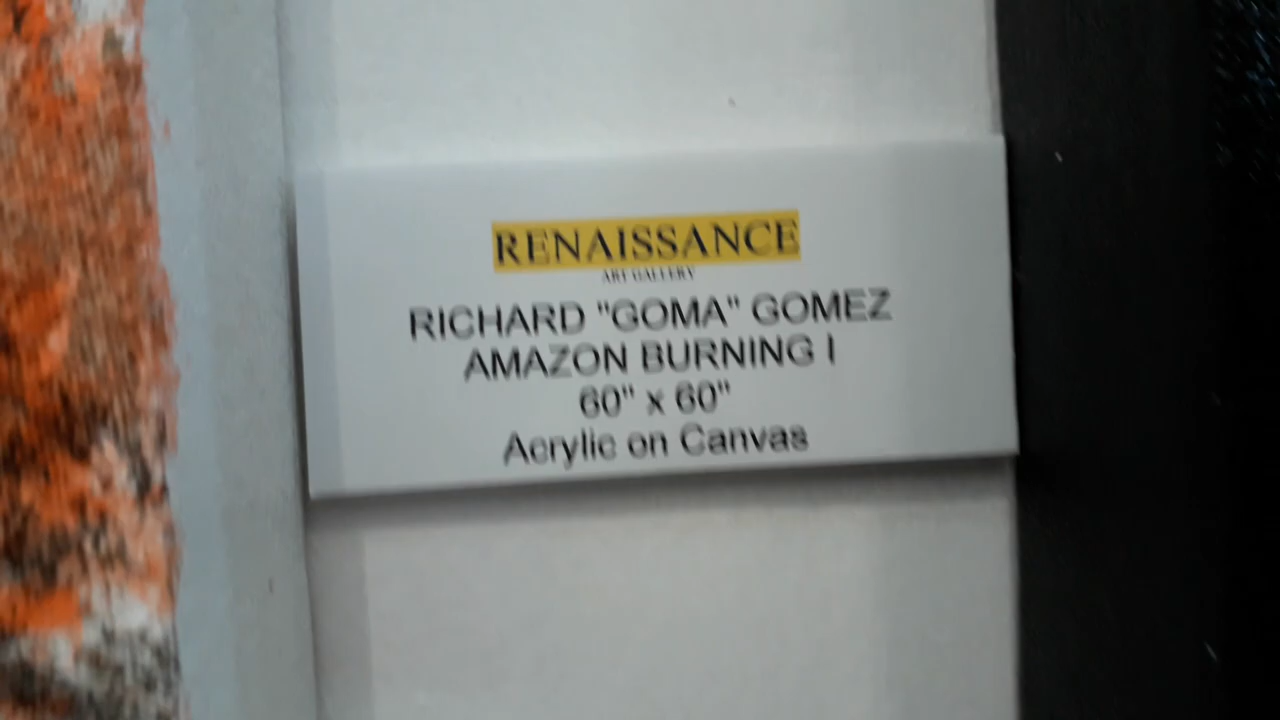 RENAISSANCE
ART GALLERY
RICHARD "GOMA" GOMEZ
AMAZON BURNING I
60" x 60"
Acrylic on Canvas